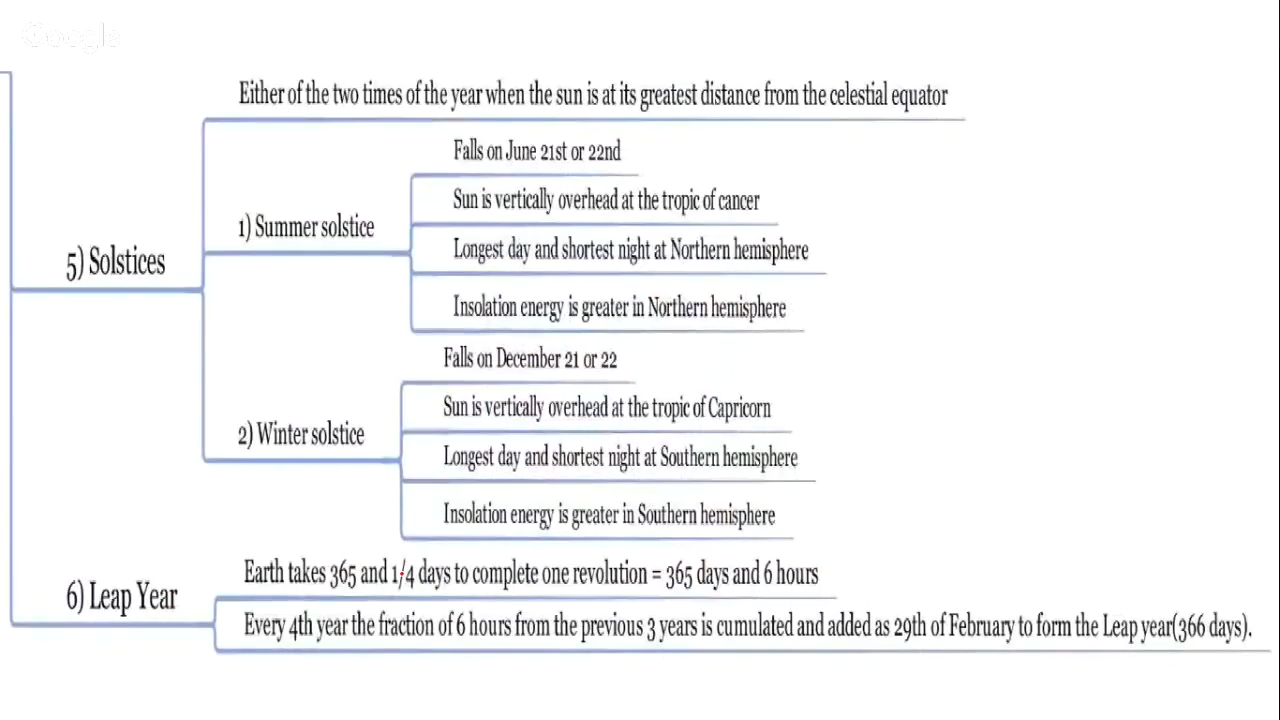 Google
Either of the two times of the year when the sun is at its greatest distance from the celestial equator
Falls on June 21st or 22nd
Sun is vertically overhead at the tropic of cancer
1) Summer solstice
Longest day and shortest night at Northern hemisphere
5) Solstices
Insolation energy is greater in Northern hemisphere
Falls on December 21 or 22
Sun is vertically overhead at the tropic of Capricorn
2) Winter solstice
Longest day and shortest night at Southern hemisphere
Insolation energy is greater in Southern hemisphere
Earth takes 365 and 1/4 days to complete one revolution = 365 days and 6 hours
6) Leap Year
Every 4th year the fraction of 6 hours from the previous 3 years is cumulated and added as 29th of February to form the Leap year(366 days).